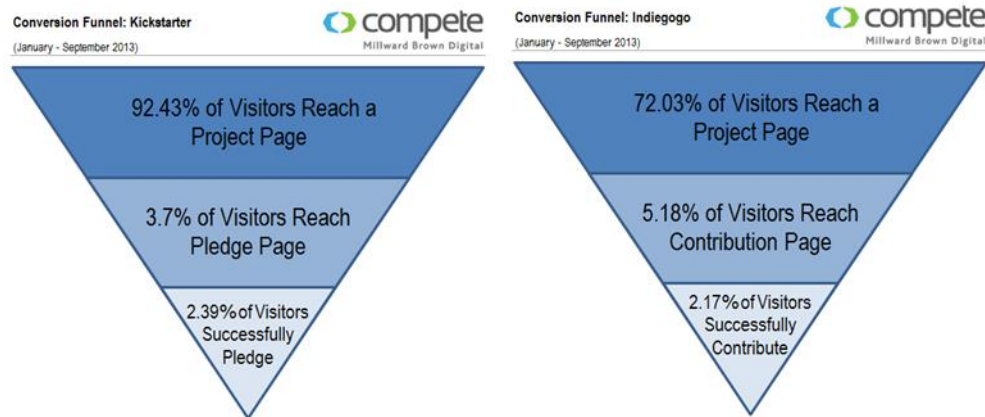 Conversion Funnel: Kickstarter
(January - September 2013)
compete
Millward Brown Digital
92.43% of Visitors Reach a
Project Page
3.7% of Visitors Reach
Pledge Page
2.39% of Visitors
Successfully
Pledge
Conversion Funnel: Indiegogo
(January - September 2013)
compete
Millward Brown Digital
72.03% of Visitors Reach a
Project Page
5.18% of Visitors Reach
Contribution Page
2.17% of Visitors
Successfully
Contribute